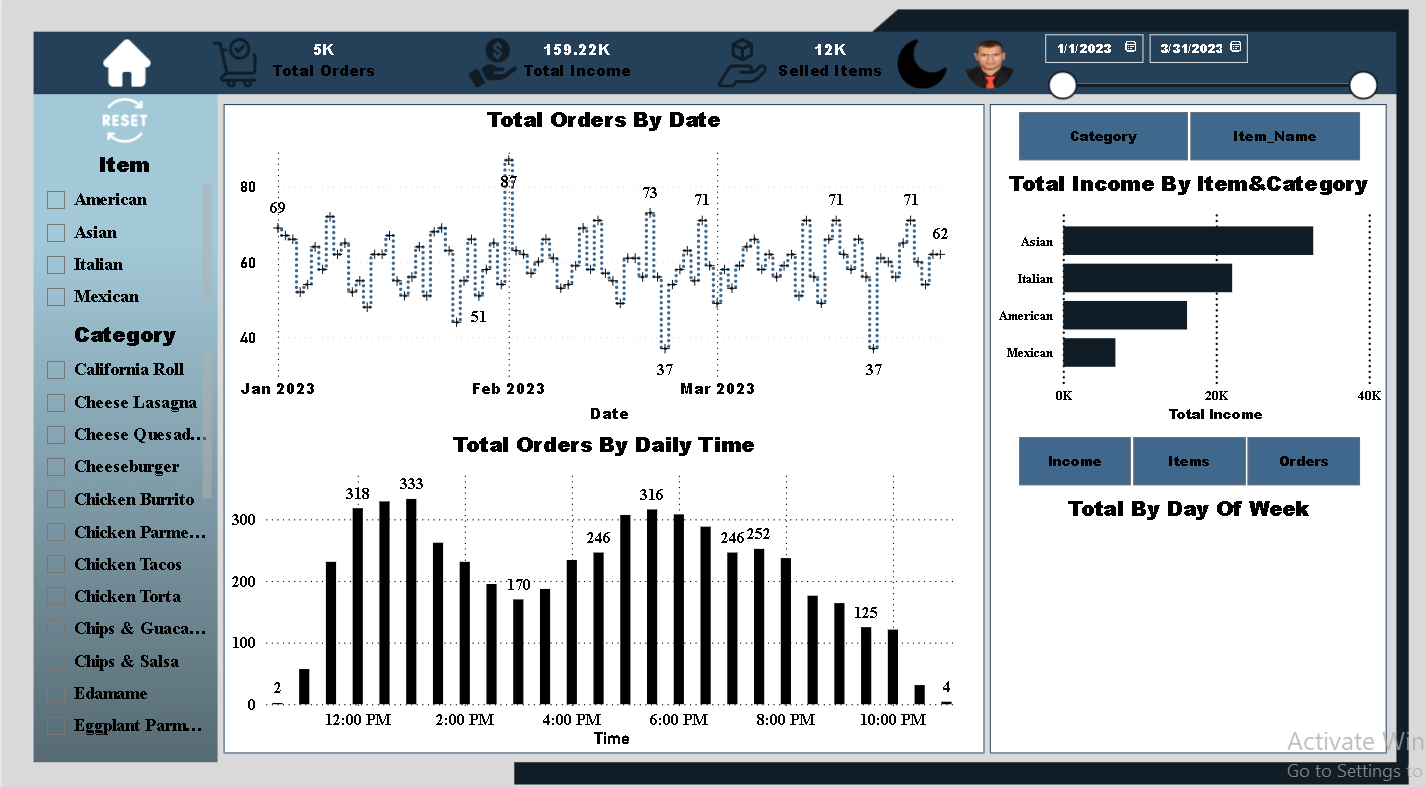 5K
Total Orders
159.22K
Total Income
12K
Selled Items
1/1/2023
3/31/2023
RESET
Item
American
Asian
Italian
Mexican
Category
California Roll
Cheese Lasagna
Cheese Quesad...
Cheeseburger
Chicken Burrito
Chicken Parme...
Chicken Tacos
Chicken Torta
Chips & Guaca...
Chips & Salsa
Edamame
Eggplant Parm...
Total Orders By Date
80
60
40
69
87
51
73
37
71
71
37
71
62
Jan 2023
Feb 2023
Mar 2023
Date
Total Orders By Daily Time
300
200
100
0
2
318
333
170
246
316
246
252
125
4
12:00 PM
2:00 PM
4:00 PM
6:00 PM
8:00 PM
10:00 PM
Time
Category
Item_Name
Total Income By Item&Category
Asian
Italian
American
Mexican
0K
20K
40K
Total Income
Income
Items
Orders
Total By Day Of Week
Activate Win
Go to Settings to